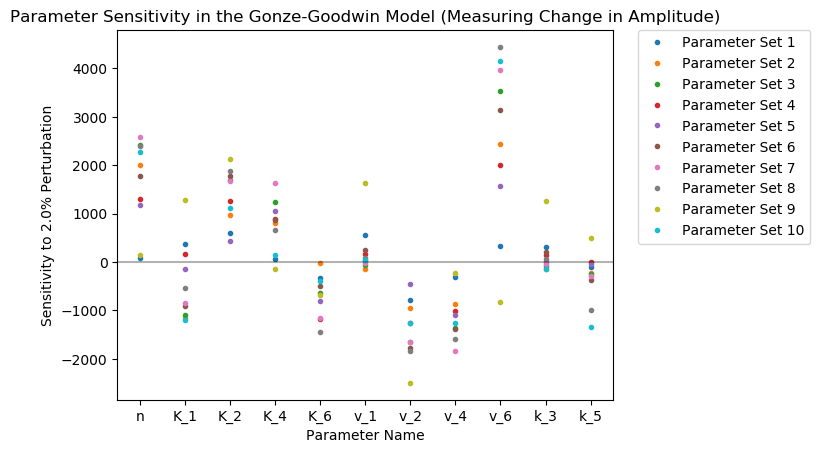 Parameter Sensitivity in the Gonze-Goodwin Model (Measuring Change in Amplitude)
Sensitivity to 2.0% Perturbation
4000
3000
2000
1000
0
−1000
−2000
n K_1 K_2 K_4 K_6 v_1 v_2 v_4 v_6 k_3 k_5
Parameter Name
Parameter Set 1
Parameter Set 2
Parameter Set 3
Parameter Set 4
Parameter Set 5
Parameter Set 6
Parameter Set 7
Parameter Set 8
Parameter Set 9
Parameter Set 10